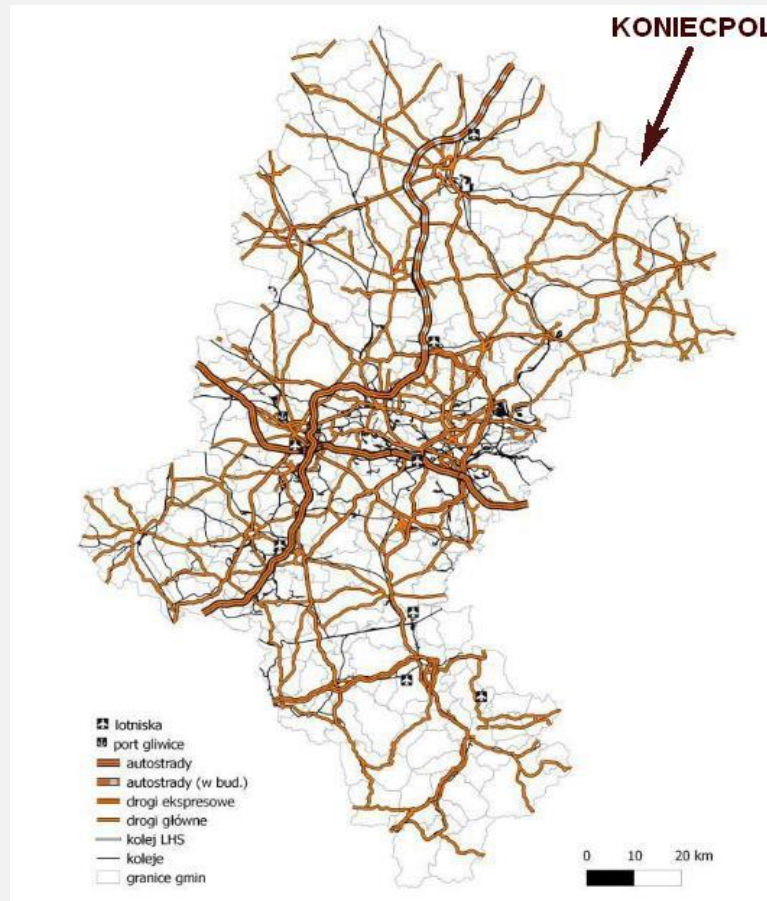 KONIECPOL
lotniska
port gliwice
autostrady
autostrady (w bud.)
drogi ekspresowe
drogi główne
kolej LHS
koleje
granice gmin
0 10 20 km